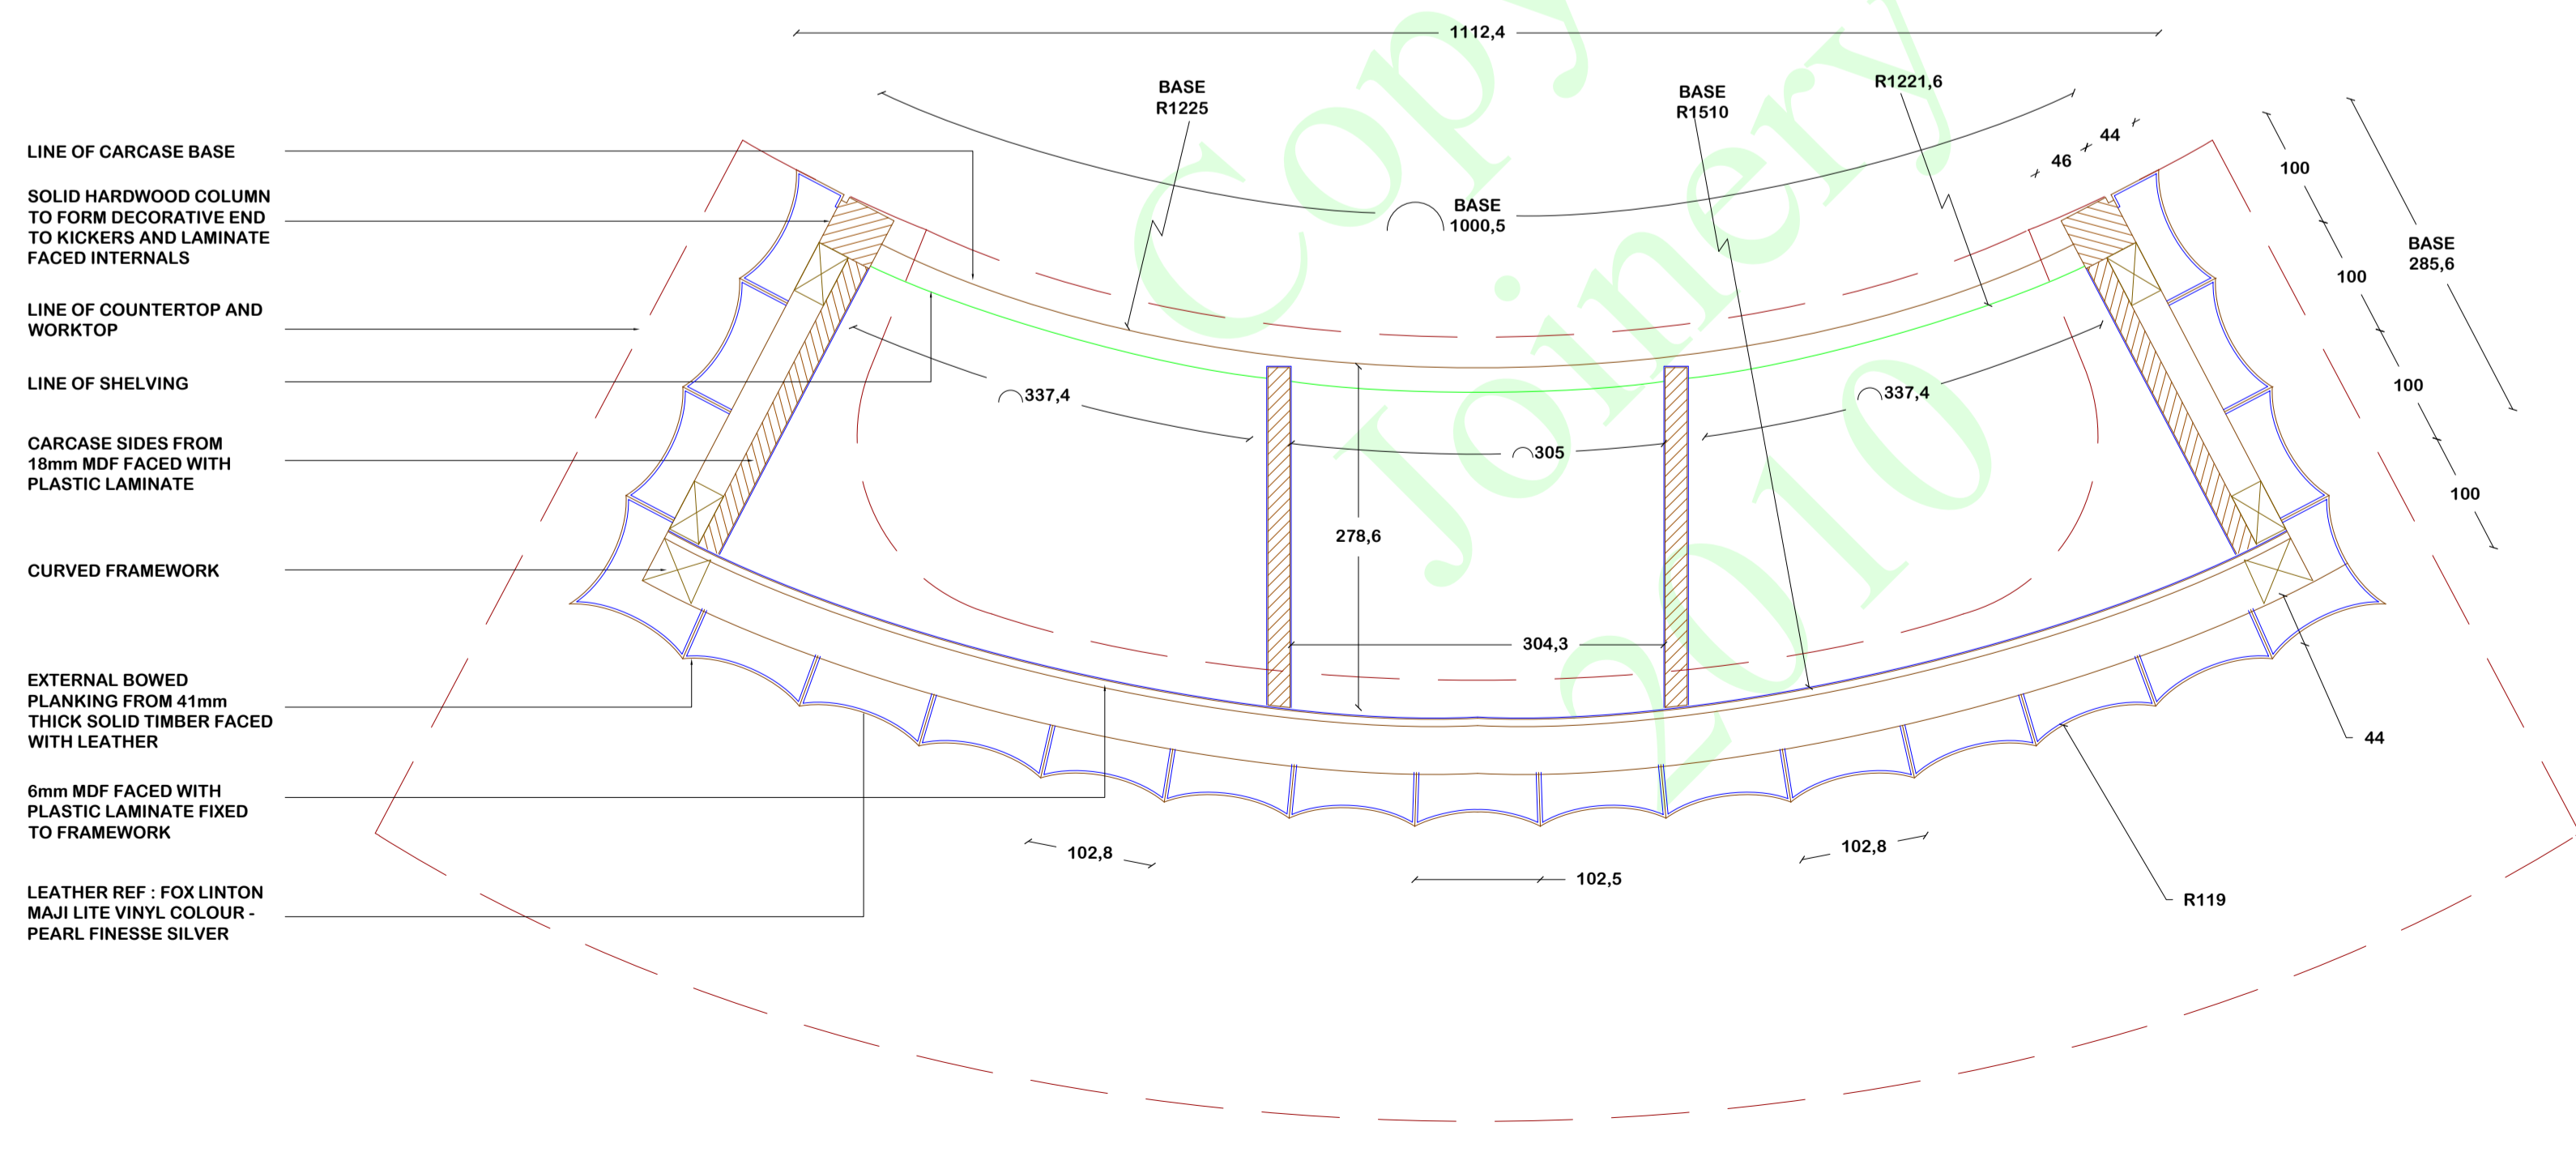 1112,4
BASE
R1225
BASE
R1510
R1221,6
44
46
100
BASE
285,6
100
100
100
BASE
1000,5
LINE OF CARCASE BASE
SOLID HARDWOOD COLUMN
TO FORM DECORATIVE END
TO KICKERS AND LAMINATE
FACED INTERNALS
LINE OF COUNTERTOP AND
WORKTOP
LINE OF SHELVING
CARCASE SIDES FROM
18mm MDF FACED WITH
PLASTIC LAMINATE
CURVED FRAMEWORK
EXTERNAL BOWED
PLANKING FROM 41mm
THICK SOLID TIMBER FACED
WITH LEATHER
6mm MDF FACED WITH
PLASTIC LAMINATE FIXED
TO FRAMEWORK
LEATHER REF : FOX LINTON
MAJI LITE VINYL COLOUR -
PEARL FINESSE SILVER
337,4
305
337,4
278,6
304,3
44
102,8
102,5
102,8
R119
Copy
Joinery
2010